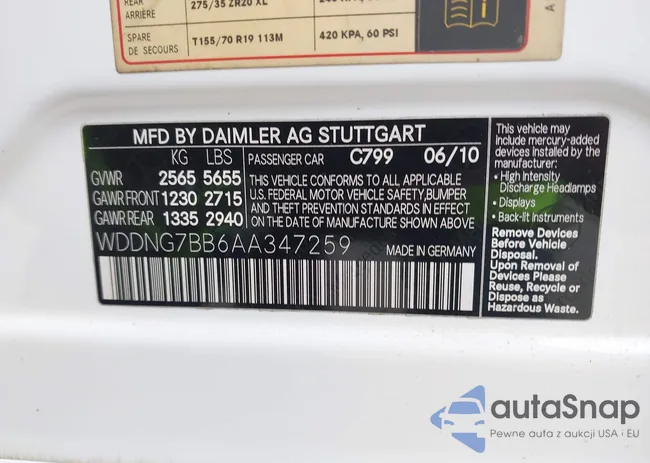 REAR 275/35 ZR20 XL
ARRIÈRE
SPARE T155/70 R19 113M 420 KPA, 60 PSI
DE SECOURS
A
MFD BY DAIMLER AG STUTTGART
KG LBS PASSENGER CAR C799 06/10
GVWR 2565 5655
GAWR FRONT 1230 2715
GAWR REAR 1335 2940
THIS VEHICLE CONFORMS TO ALL APPLICABLE
U.S. FEDERAL MOTOR VEHICLE SAFETY,BUMPER
AND THEFT PREVENTION STANDARDS IN EFFECT
ON THE DATE OF MANUFACTURE SHOWN ABOVE.
WDDNG7BB6AA347259 MADE IN GERMANY
This vehicle may
include mercury-added
devices installed by the
manufacturer:
• High Intensity
Discharge Headlamps
• Displays
• Back-lit Instruments
Remove Devices
Before Vehicle
Disposal.
Upon Removal of
Devices Please
Reuse, Recycle or
Dispose as
Hazardous Waste.
autaSnap
Pewne auta z aukcji USA i EU